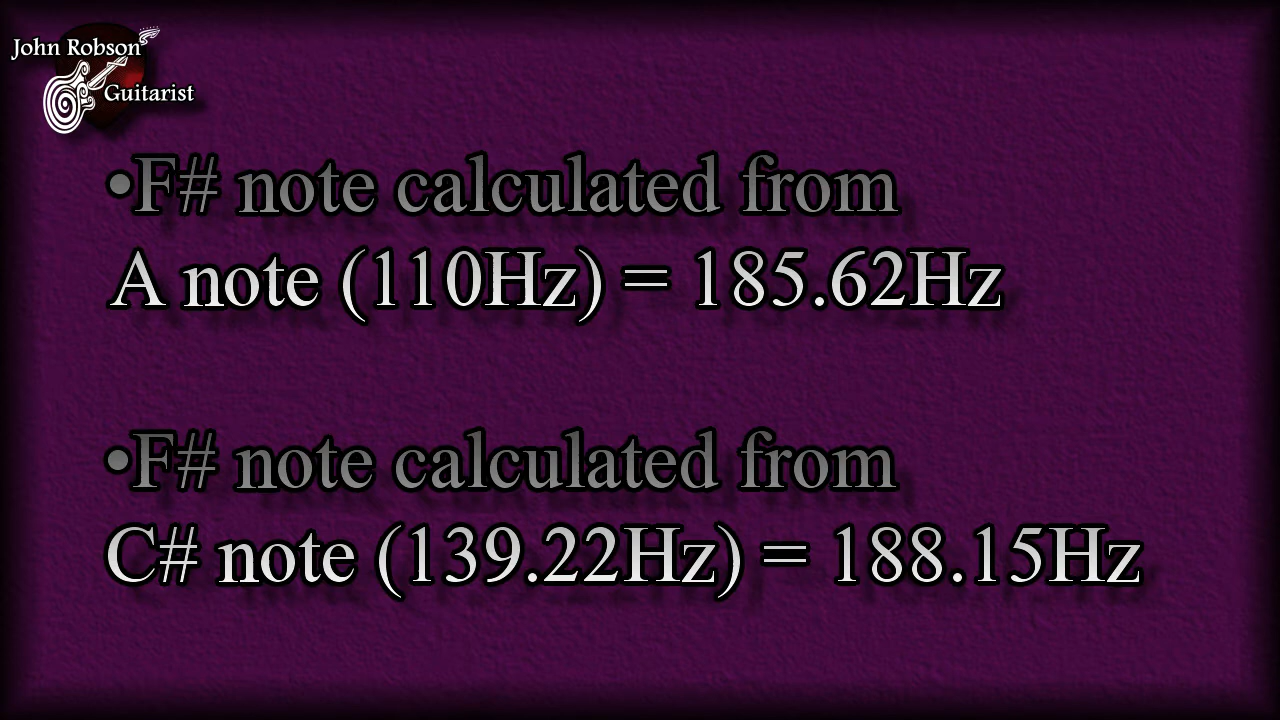 John Robson
Guitarist
•F# note calculated from
A note (110Hz) = 185.62Hz
•F# note calculated from
C# note (139.22Hz) = 188.15Hz